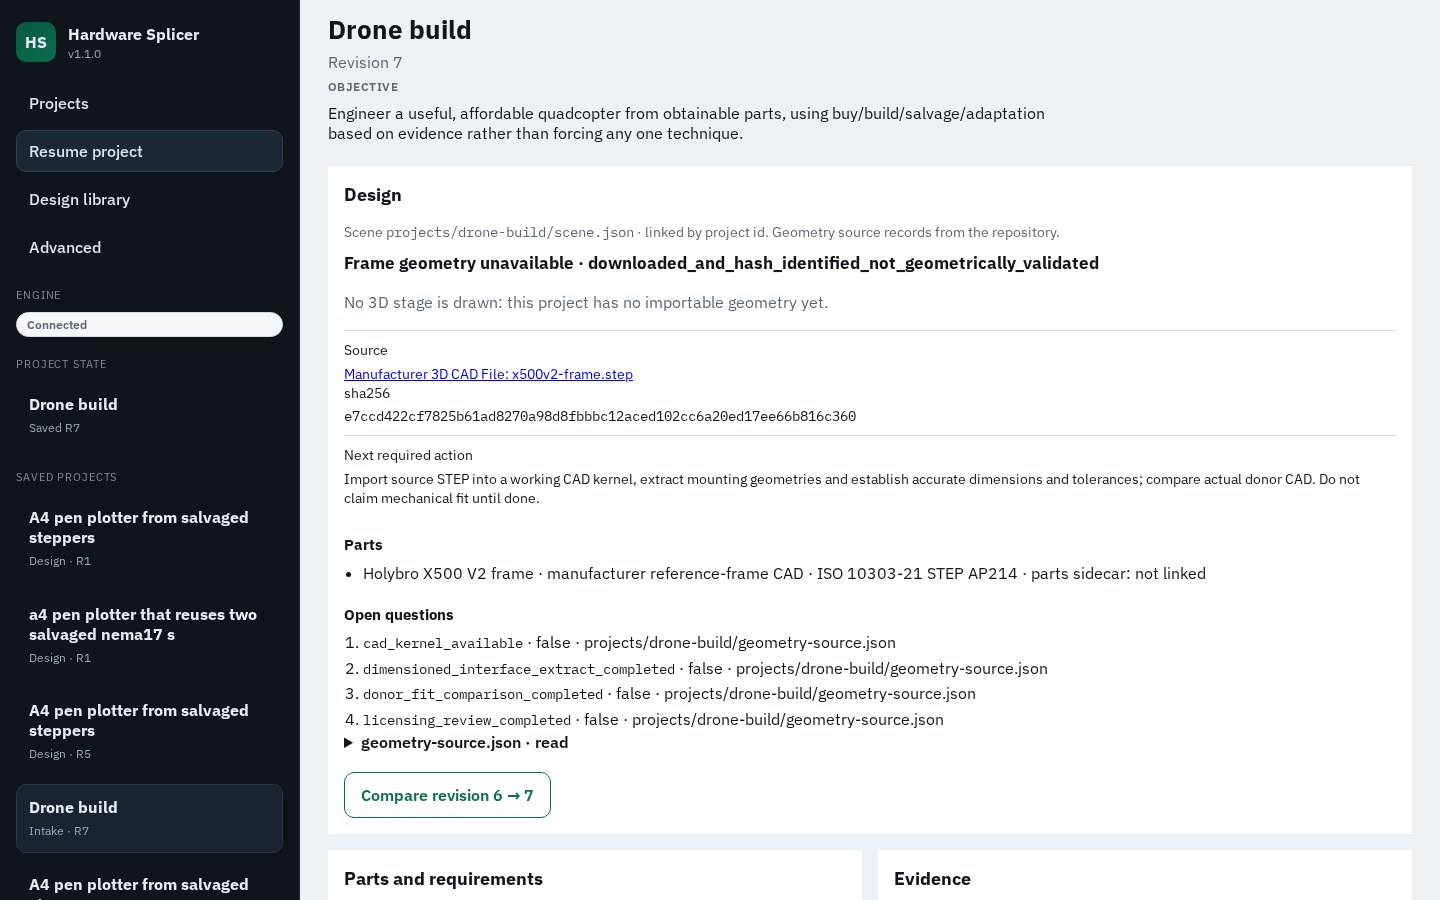 HS
Hardware Splicer
v1.1.0
Projects
Resume project
Design library
Advanced
ENGINE
Connected
PROJECT STATE
Drone build
Saved R7
SAVED PROJECTS
A4 pen plotter from salvaged
steppers
Design · R1
a4 pen plotter that reuses two
salvaged nema17 s
Design · R1
A4 pen plotter from salvaged
steppers
Design · R5
Drone build
Intake · R7
A4 pen plotter from salvaged
Drone build
Revision 7
OBJECTIVE
Engineer a useful, affordable quadcopter from obtainable parts, using buy/build/salvage/adaptation
based on evidence rather than forcing any one technique.
Design
Scene projects/drone-build/scene.json · linked by project id. Geometry source records from the repository.
Frame geometry unavailable · downloaded_and_hash_identified_not_geometrically_validated
No 3D stage is drawn: this project has no importable geometry yet.
Source
Manufacturer 3D CAD File: x500v2-frame.step
sha256
e7ccd422cf7825b61ad8270a98d8fbbbc12aced102cc6a20ed17ee66b816c360
Next required action
Import source STEP into a working CAD kernel, extract mounting geometries and establish accurate dimensions and tolerances; compare actual donor CAD. Do not
claim mechanical fit until done.
Parts
• Holybro X500 V2 frame · manufacturer reference-frame CAD · ISO 10303-21 STEP AP214 · parts sidecar: not linked
Open questions
1. cad_kernel_available · false · projects/drone-build/geometry-source.json
2. dimensioned_interface_extract_completed · false · projects/drone-build/geometry-source.json
3. donor_fit_comparison_completed · false · projects/drone-build/geometry-source.json
4. licensing_review_completed · false · projects/drone-build/geometry-source.json
▶ geometry-source.json · read
Compare revision 6 → 7
Parts and requirements
Evidence